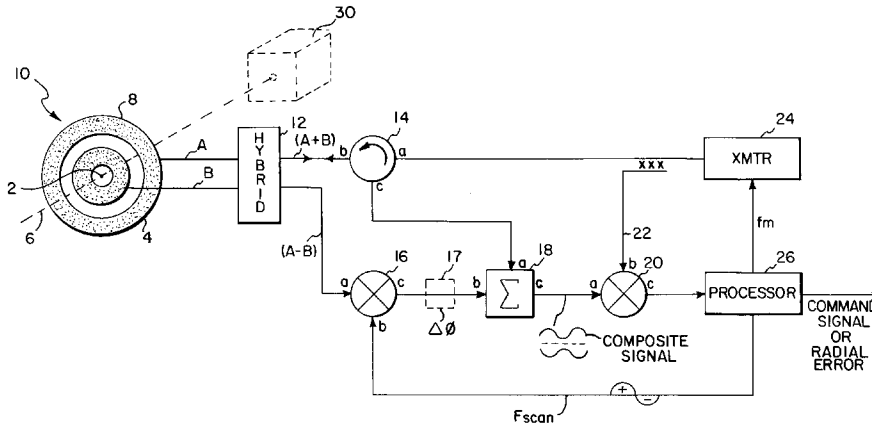 30
10
8
A
B
2
6
4
12
HYBRID
(A+B)
b
14
a
c
xxx
24
XMTR
22
fm
(A-B)
a
16
c
b
17
Δø
b
18
a
c
Σ
COMPOSITE
SIGNAL
a
b
20
c
26
PROCESSOR
COMMAND
SIGNAL
OR
RADIAL
ERROR
Fscan
+
−